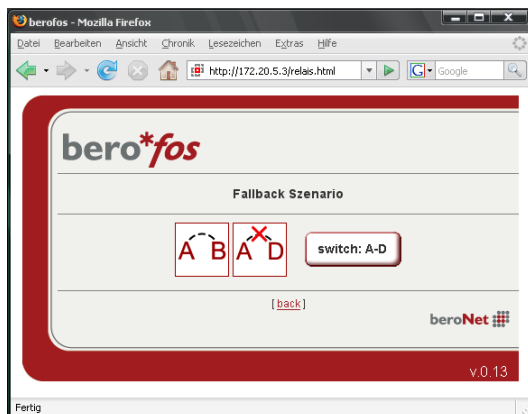 berofos - Mozilla Firefox
Datei Bearbeiten Ansicht Chronik Lesezeichen Extras Hilfe
http://172.20.5.3/relais.html G Google
bero*fos
Fallback Szenario
A B A D switch: A-D
[ back ]
beroNet
v.0.13
Fertig